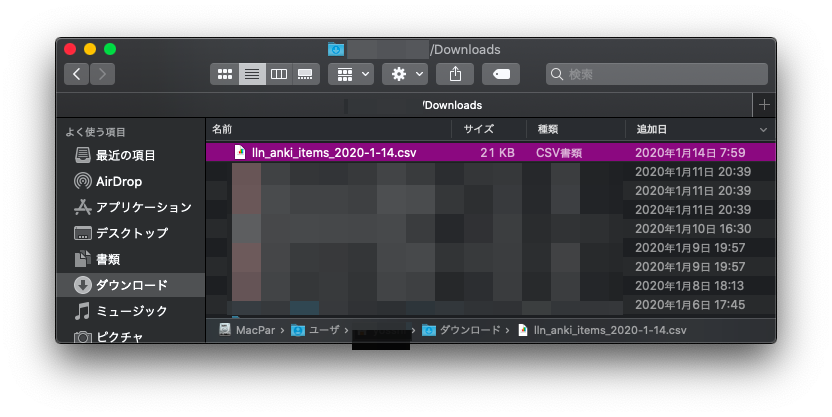 /Downloads
検索
/Downloads
よく使う項目
最近の項目
AirDrop
アプリケーション
デスクトップ
書類
ダウンロード
ミュージック
ピクチャ
名前 サイズ 種類 追加日
lln_anki_items_2020-1-14.csv 21 KB CSV書類 2020年1月14日 7:59
2020年1月11日 20:39
2020年1月11日 20:39
2020年1月11日 20:39
2020年1月10日 16:30
2020年1月9日 19:57
2020年1月9日 19:57
2020年1月8日 18:13
2020年1月6日 17:45
MacPar › ユーザ › › ダウンロード › lln_anki_items_2020-1-14.csv